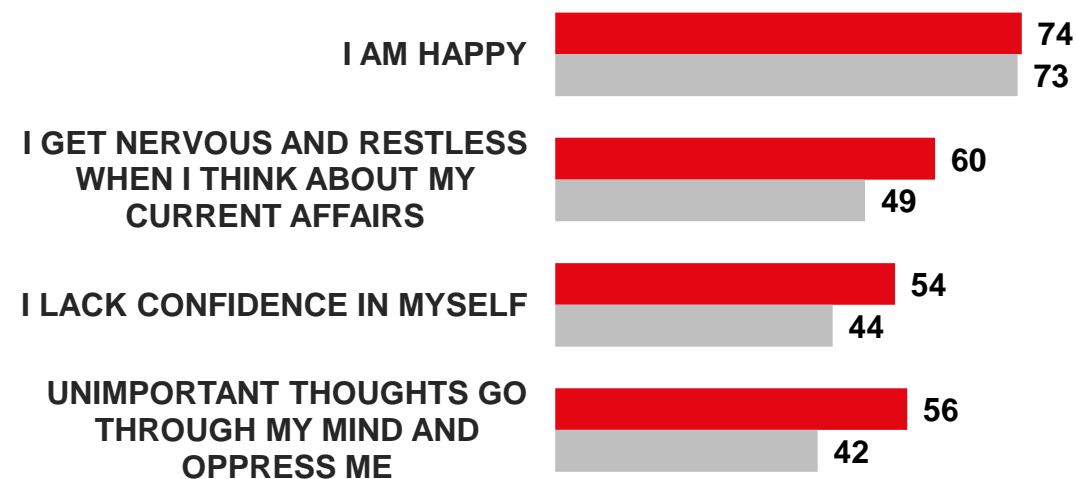 I AM HAPPY
74
73
I GET NERVOUS AND RESTLESS
WHEN I THINK ABOUT MY
CURRENT AFFAIRS
60
49
I LACK CONFIDENCE IN MYSELF
54
44
UNIMPORTANT THOUGHTS GO
THROUGH MY MIND AND
OPPRESS ME
56
42